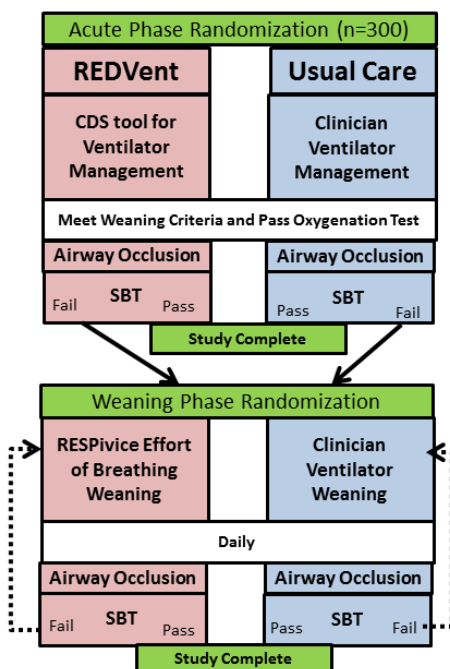 Acute Phase Randomization (n=300)
REDVent
Usual Care
CDS tool for
Ventilator
Management
Clinician
Ventilator
Management
Meet Weaning Criteria and Pass Oxygenation Test
Airway Occlusion
Airway Occlusion
Fail SBT Pass
Pass SBT Fail
Study Complete
Weaning Phase Randomization
RESPivice Effort
of Breathing
Weaning
Clinician
Ventilator
Weaning
Daily
Airway Occlusion
Airway Occlusion
Fail SBT Pass
Pass SBT Fail
Study Complete